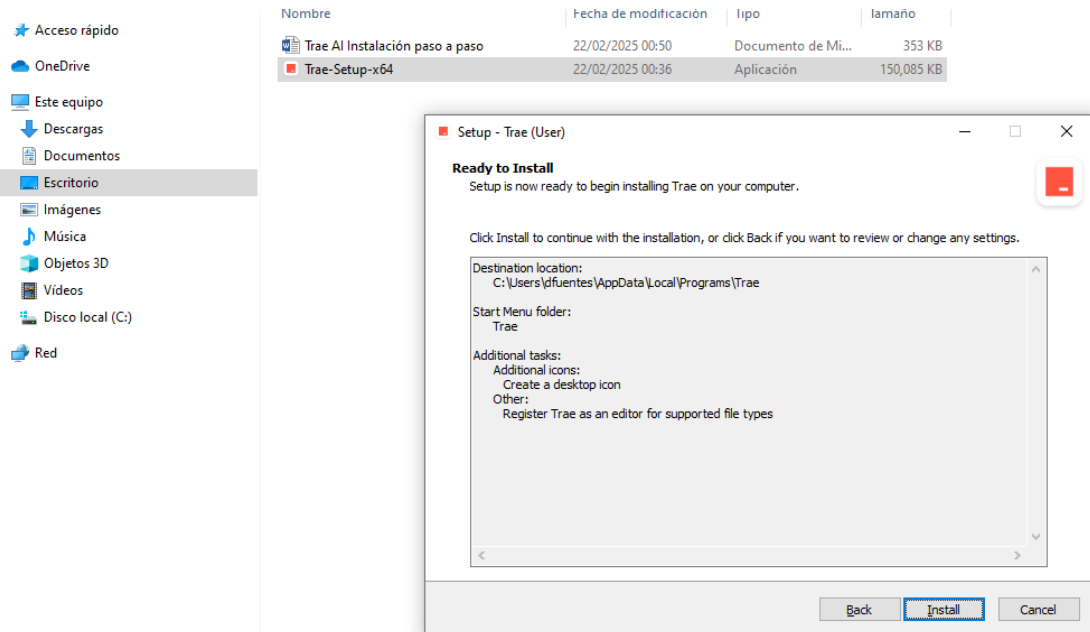 Nombre Fecha de modificación Tipo Tamaño
Acceso rápido
Trae AI Instalación paso a paso 22/02/2025 00:50 Documento de Mi... 353 KB
OneDrive
Trae-Setup-x64 22/02/2025 00:36 Aplicación 150,085 KB
Este equipo
Descargas
Documentos
Escritorio
Imágenes
Música
Objetos 3D
Vídeos
Disco local (C:)
Red
Setup - Trae (User)
Ready to Install
Setup is now ready to begin installing Trae on your computer.
Click Install to continue with the installation, or click Back if you want to review or change any settings.
Destination location:
C:\Users\dfuentes\AppData\Local\Programs\Trae
Start Menu folder:
Trae
Additional tasks:
Additional icons:
Create a desktop icon
Other:
Register Trae as an editor for supported file types
Back Install Cancel